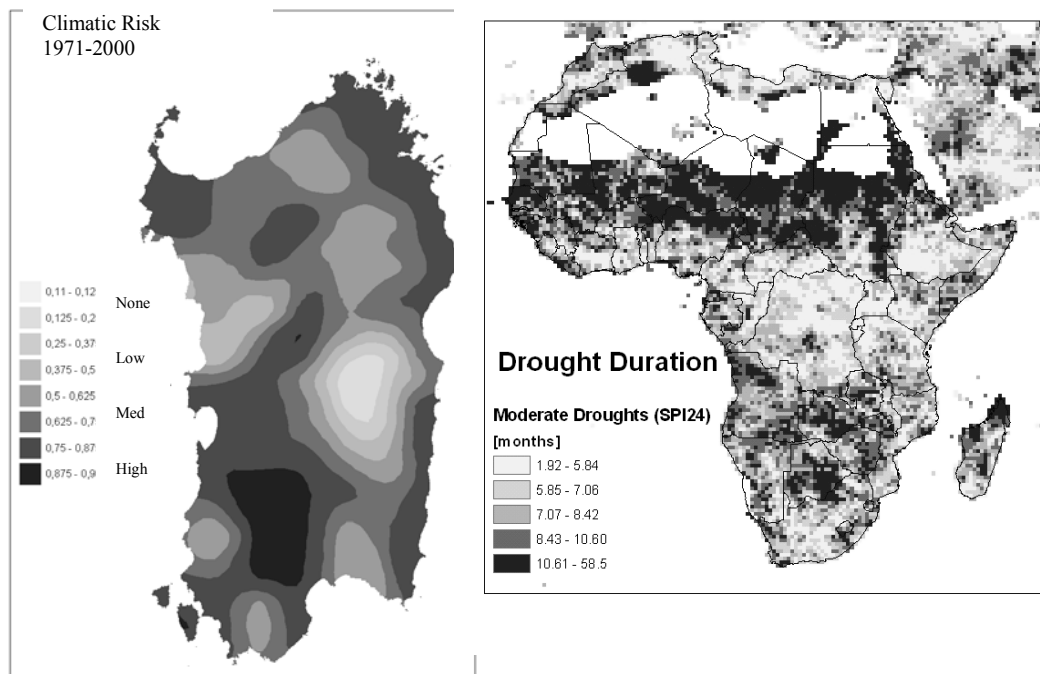 Climatic Risk
1971-2000
0,11 - 0,12
None
0,125 - 0,2
0,25 - 0,37
Low
0,375 - 0,5
0,5 - 0,625
Med
0,625 - 0,7
0,75 - 0,87
High
0,875 - 0,9
Drought Duration
Moderate Droughts (SPI24)
[months]
1.92 - 5.84
5.85 - 7.06
7.07 - 8.42
8.43 - 10.60
10.61 - 58.5